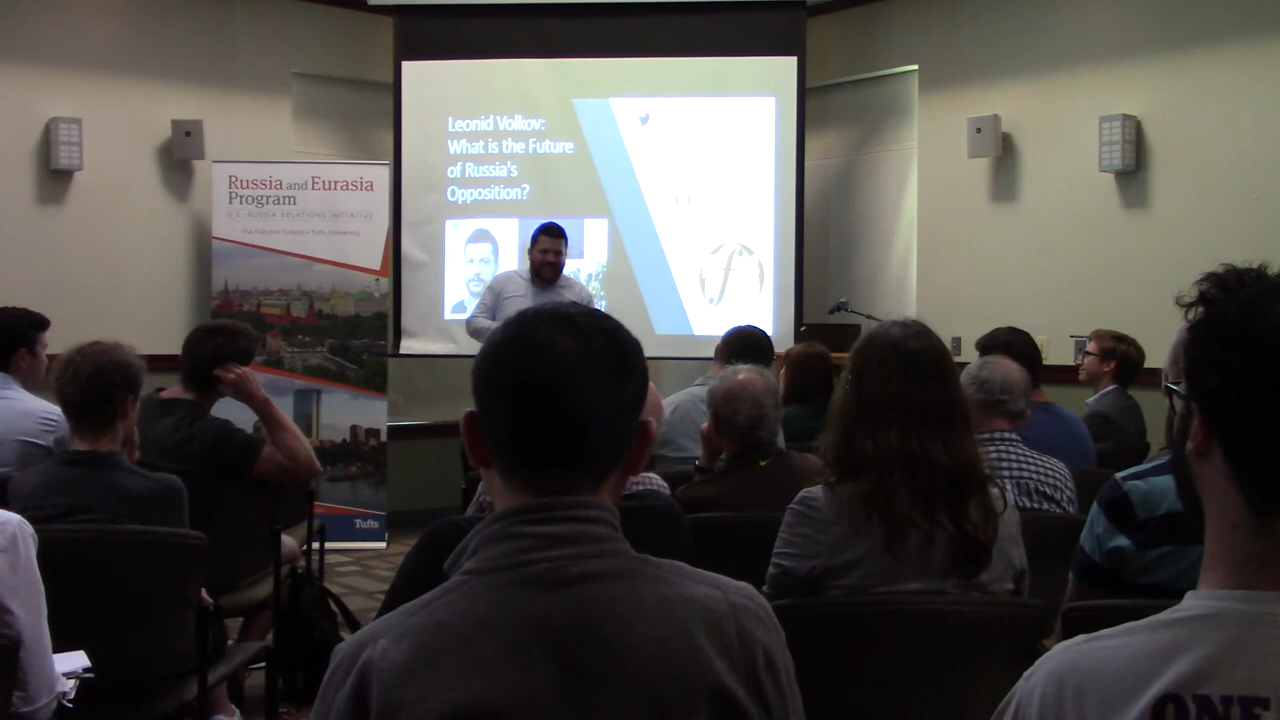 Russia and Eurasia
Program
U.S. RUSSIA RELATIONS INITIATIVE
The Fletcher School • Tufts University
Tufts
Leonid Volkov:
What is the Future
of Russia's
Opposition?
f
ONE